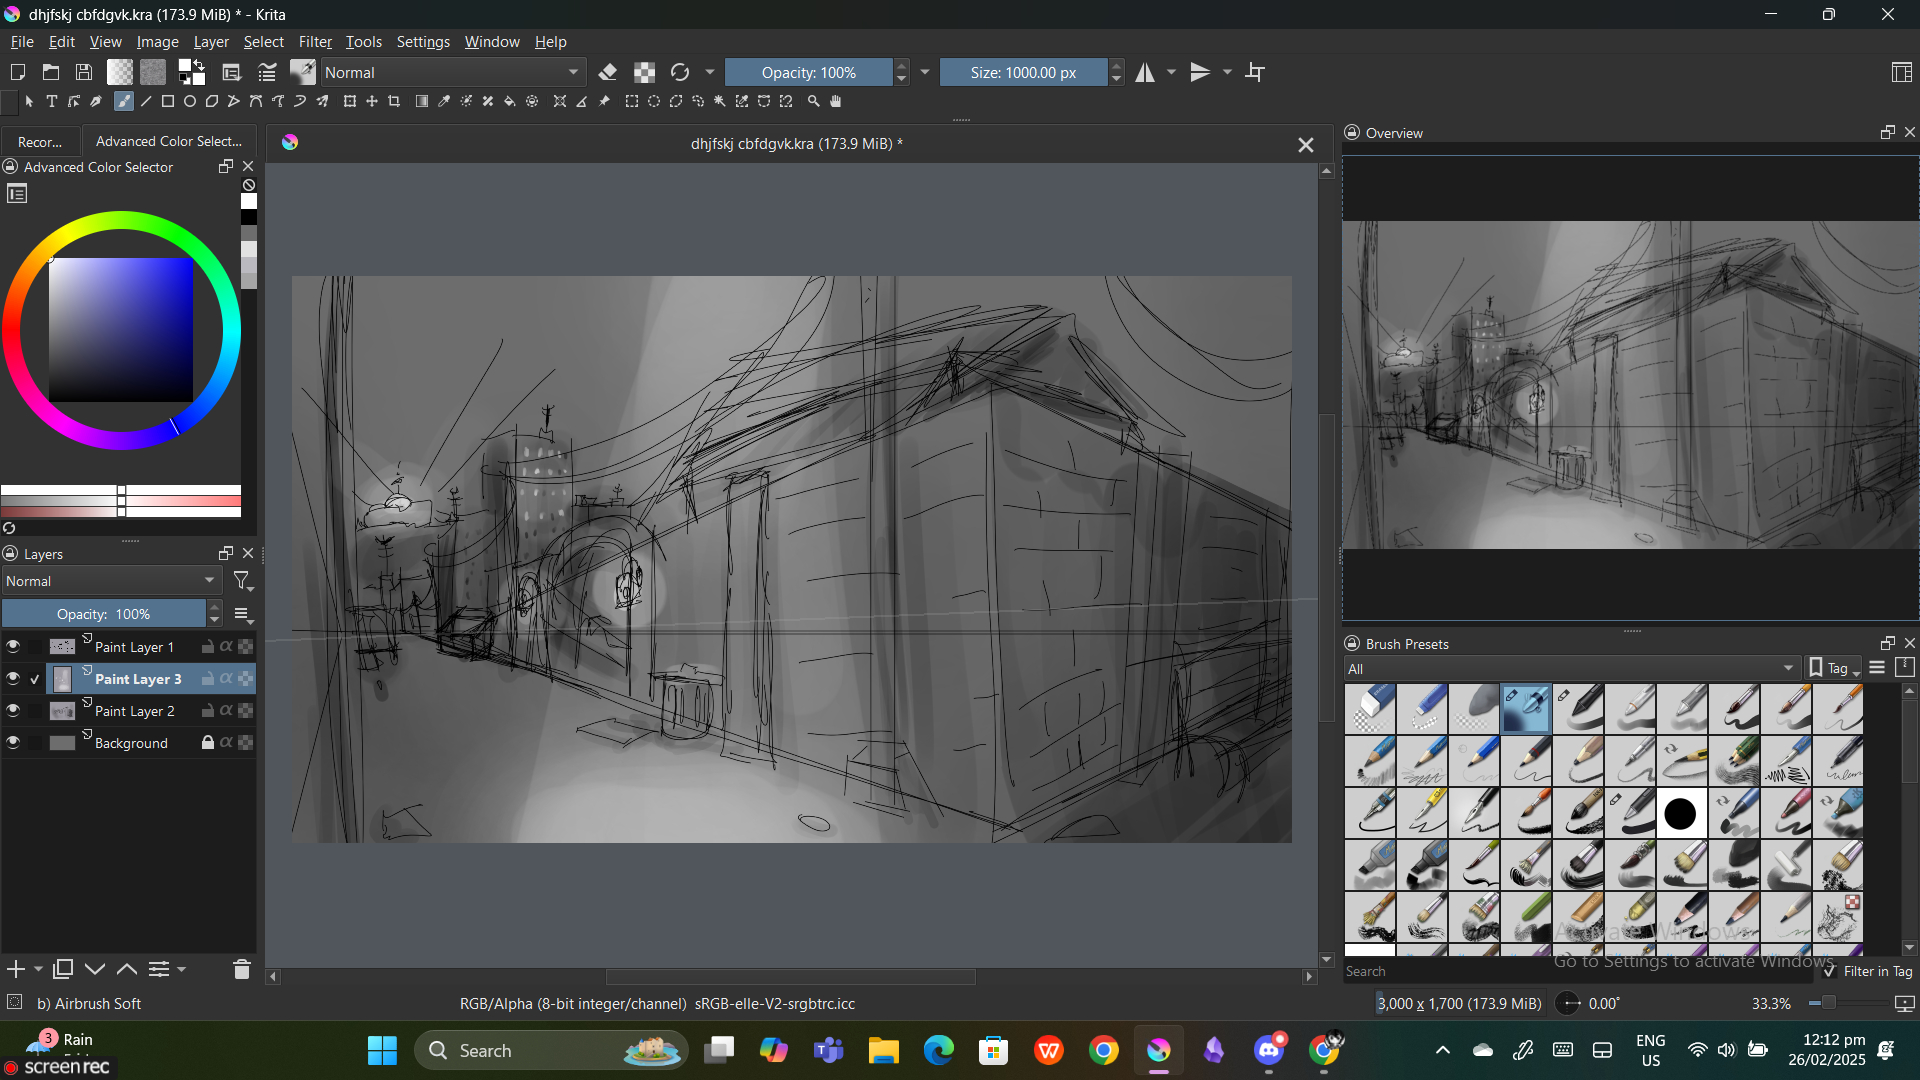 dhjfskj cbfdgvk.kra (173.9 MiB) * - Krita
File Edit View Image Layer Select Filter Tools Settings Window Help
Normal
Opacity: 100%
Size: 1000.00 px
Recor...
Advanced Color Select...
dhjfskj cbfdgvk.kra (173.9 MiB) *
Overview
Advanced Color Selector
Layers
Normal
Opacity: 100%
Paint Layer 1
Paint Layer 3
Paint Layer 2
Background
Brush Presets
All
Tag
Activate Windows
Go to Settings to activate Windows.
Search
Filter in Tag
b) Airbrush Soft
RGB/Alpha (8-bit integer/channel) sRGB-elle-V2-srgbtrc.icc
3,000 x 1,700 (173.9 MiB)
0.00°
33.3%
3
Rain
screenrec
Search
ENG
US
12:12 pm
26/02/2025